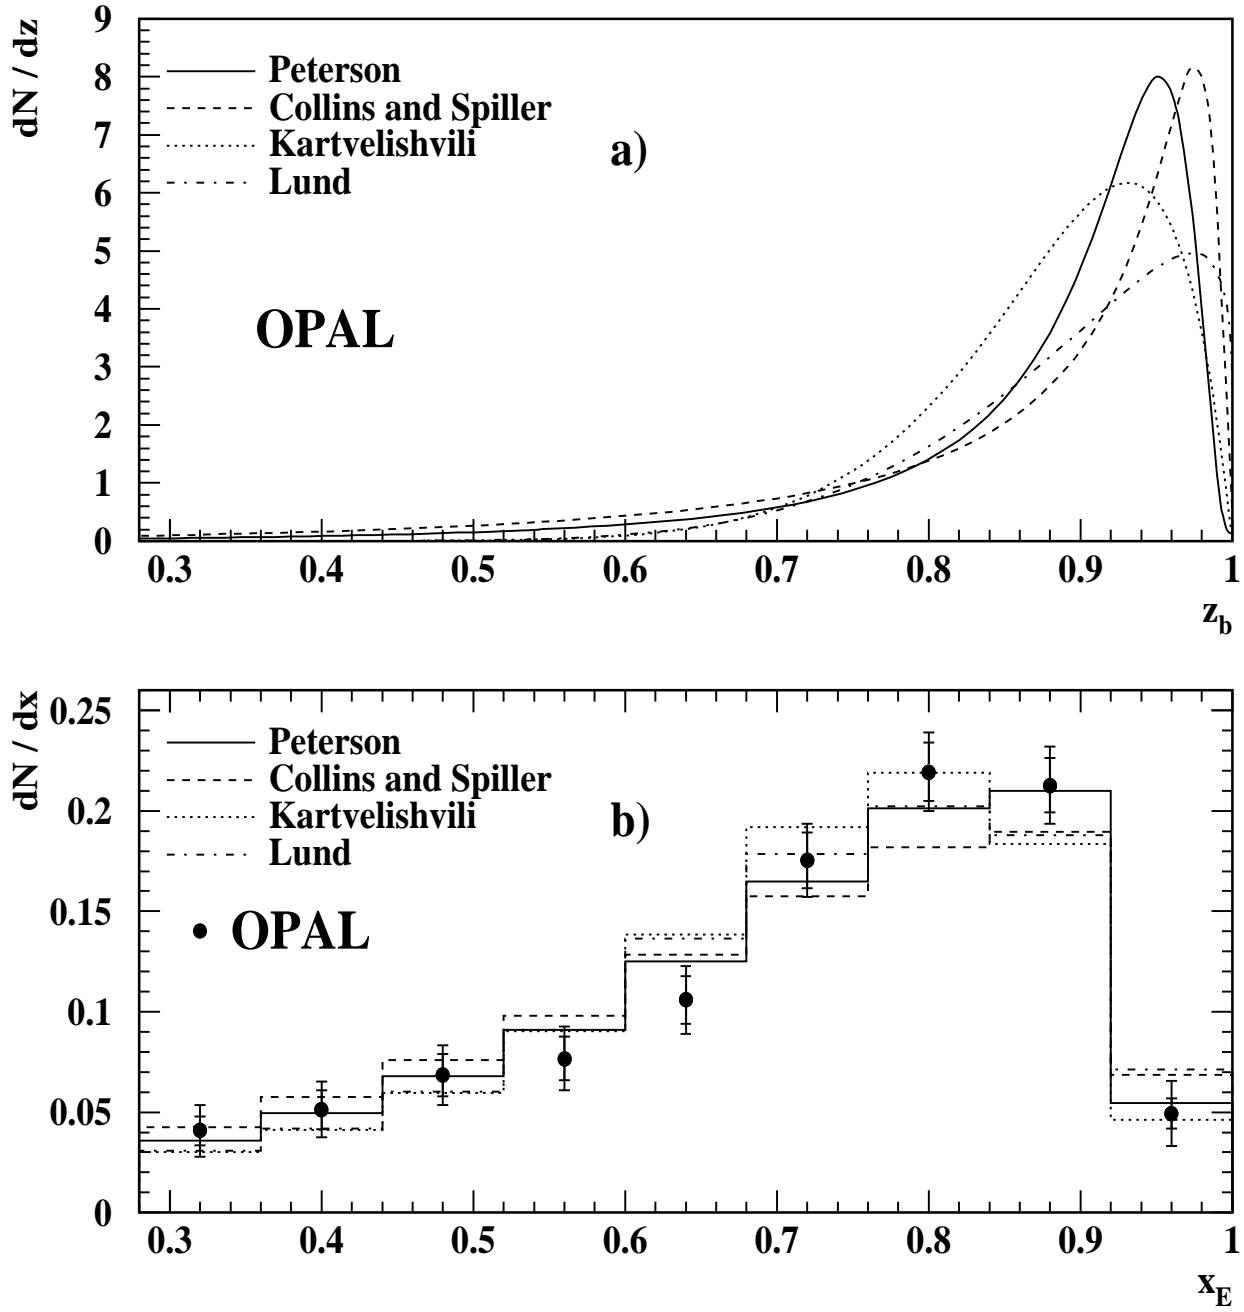 dN / dz
9
8
7
6
5
4
3
2
1
0
Peterson
Collins and Spiller
Kartvelishvili
Lund
a)
OPAL
0.3 0.4 0.5 0.6 0.7 0.8 0.9 1
z_b
dN / dx
0.25
0.2
0.15
0.1
0.05
0
Peterson
Collins and Spiller
Kartvelishvili
Lund
b)
OPAL
0.3 0.4 0.5 0.6 0.7 0.8 0.9 1
x_E